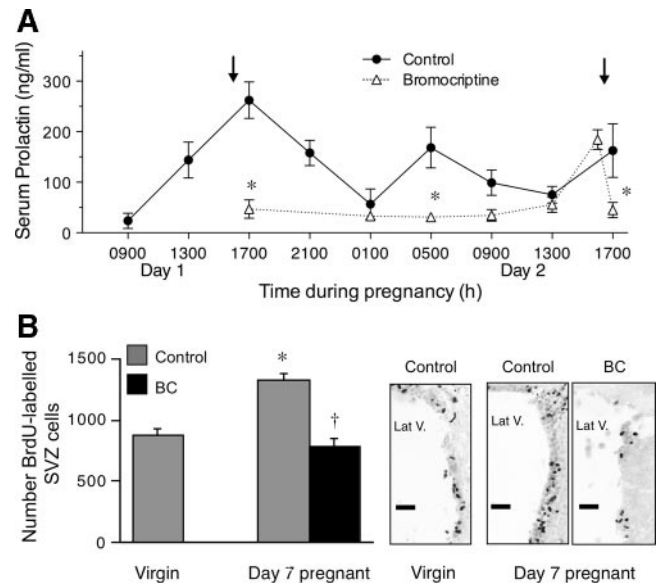 A
Serum Prolactin (ng/ml)
300
200
100
0
Control
Bromocriptine
*
*
*
0900 1300 1700 2100 0100 0500 0900 1300 1700
Day 1 Day 2
Time during pregnancy (h)
B
Number BrdU-labelled
SVZ cells
1500
1000
500
0
Control
BC
*
†
Virgin Day 7 pregnant
Control Control BC
Lat V. Lat V. Lat V.
Virgin Day 7 pregnant